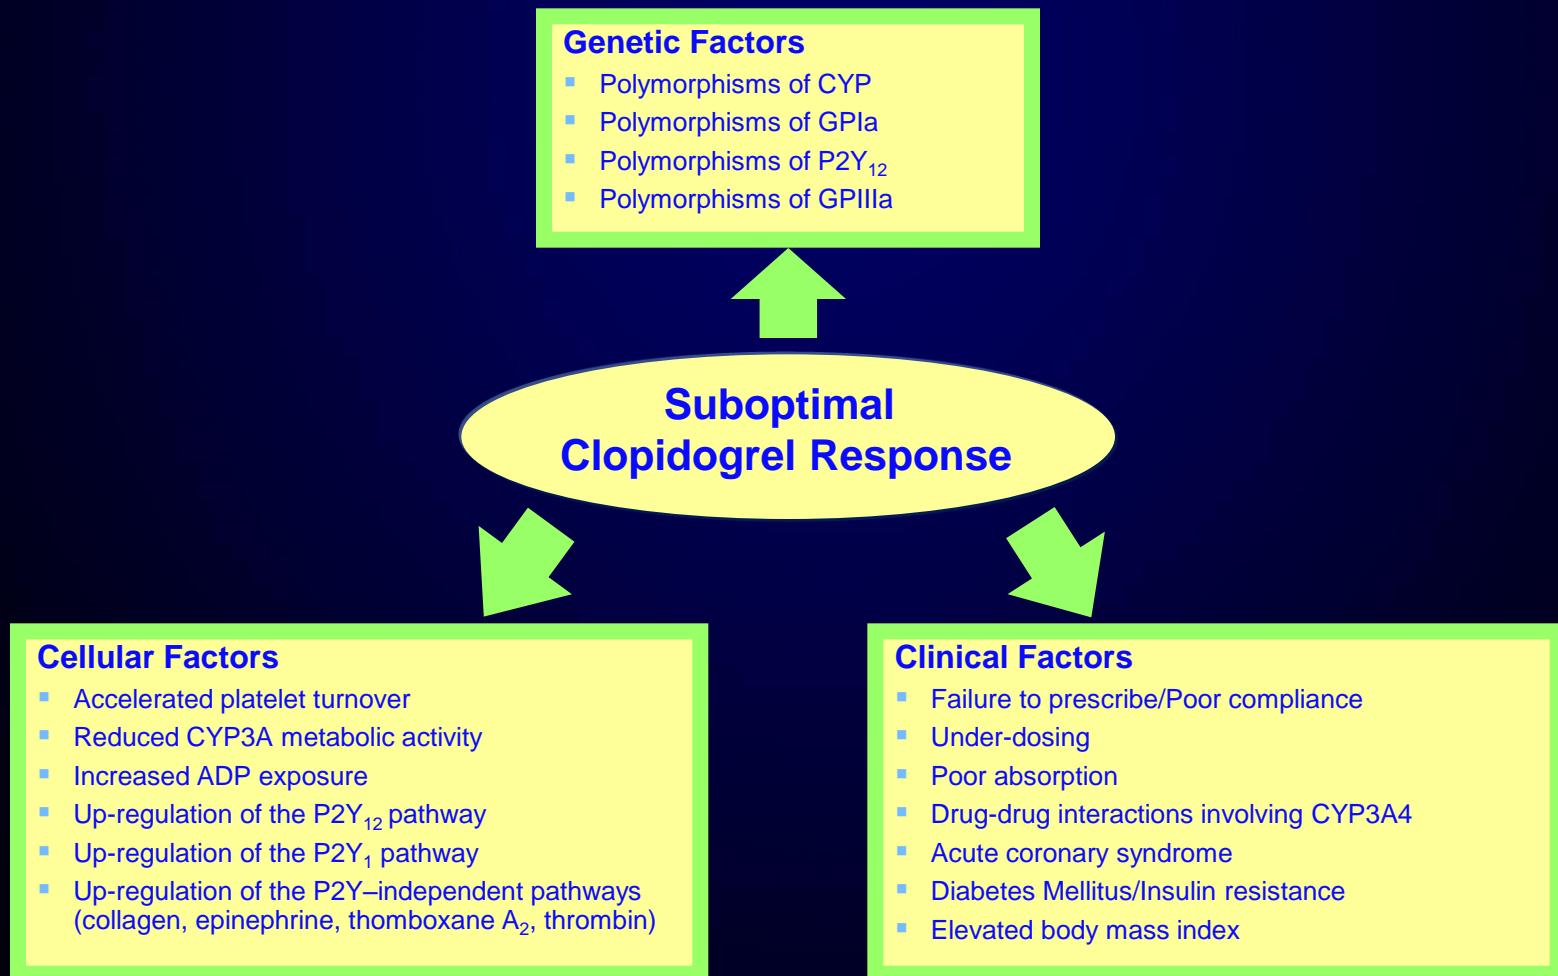 Genetic Factors
Polymorphisms of CYP
Polymorphisms of GPIa
Polymorphisms of P2Y₁₂
Polymorphisms of GPIIIa
Suboptimal
Clopidogrel Response
Cellular Factors
Accelerated platelet turnover
Reduced CYP3A metabolic activity
Increased ADP exposure
Up-regulation of the P2Y₁₂ pathway
Up-regulation of the P2Y₁ pathway
Up-regulation of the P2Y–independent pathways
(collagen, epinephrine, thomboxane A₂, thrombin)
Clinical Factors
Failure to prescribe/Poor compliance
Under-dosing
Poor absorption
Drug-drug interactions involving CYP3A4
Acute coronary syndrome
Diabetes Mellitus/Insulin resistance
Elevated body mass index